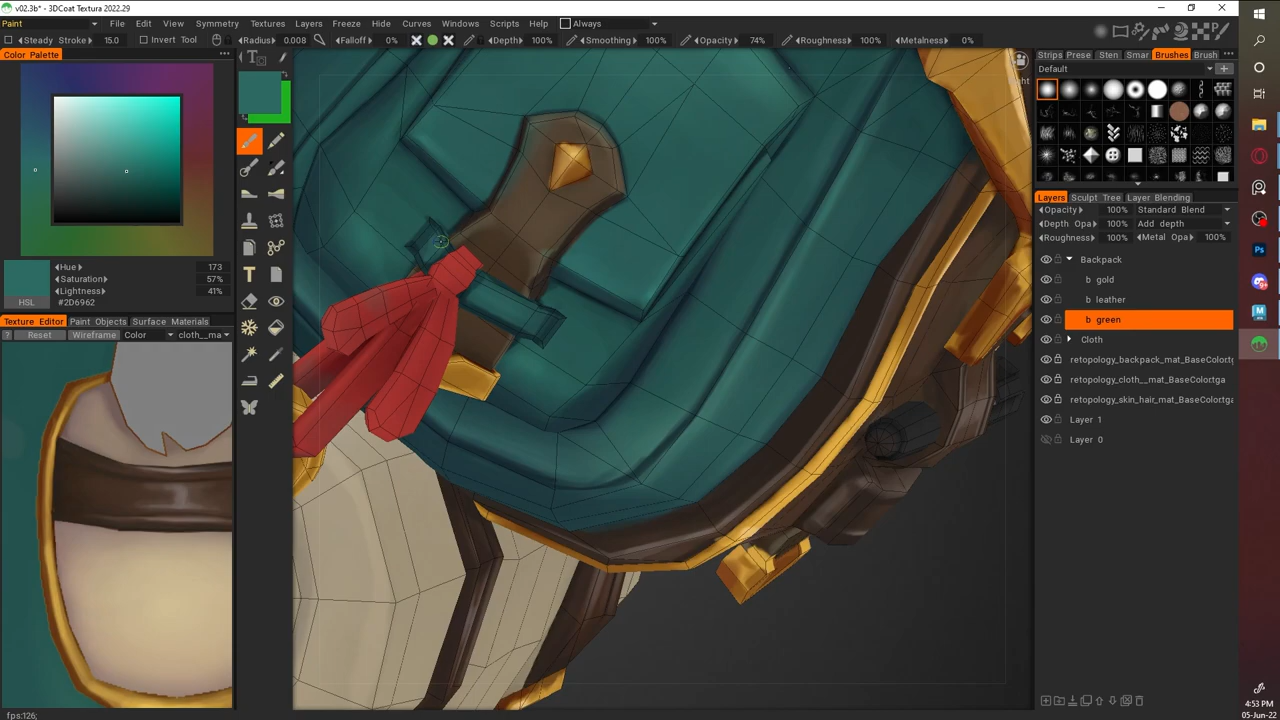 v02.3b* - 3DCoat Textura 2022.29
Paint File Edit View Symmetry Textures Layers Freeze Hide Curves Windows Scripts Help Always
Steady Stroke 15.0 Invert Tool Radius 0.008 Falloff 0% Depth 100% Smoothing 100% Opacity 74% Roughness 100% Metalness 0%
Color Palette
Hue 173
Saturation 57%
HSL Lightness 41%
#2D6962
Texture Editor Paint Objects Surface Materials
? Reset Wireframe Color cloth__ma
Strips Prese Sten Smar Brushes Brush
Default
Layers Sculpt Tree Layer Blending
Opacity 100% Standard Blend
Depth Opa 100% Add depth
Roughness 100% Metal Opa 100%
Backpack
b gold
b leather
b green
Cloth
retopology_backpack_mat_BaseColortg
retopology_cloth__mat_BaseColortga
retopology_skin_hair_mat_BaseColortga
Layer 1
Layer 0
fps:126;
4:53 PM
05-Jun-22